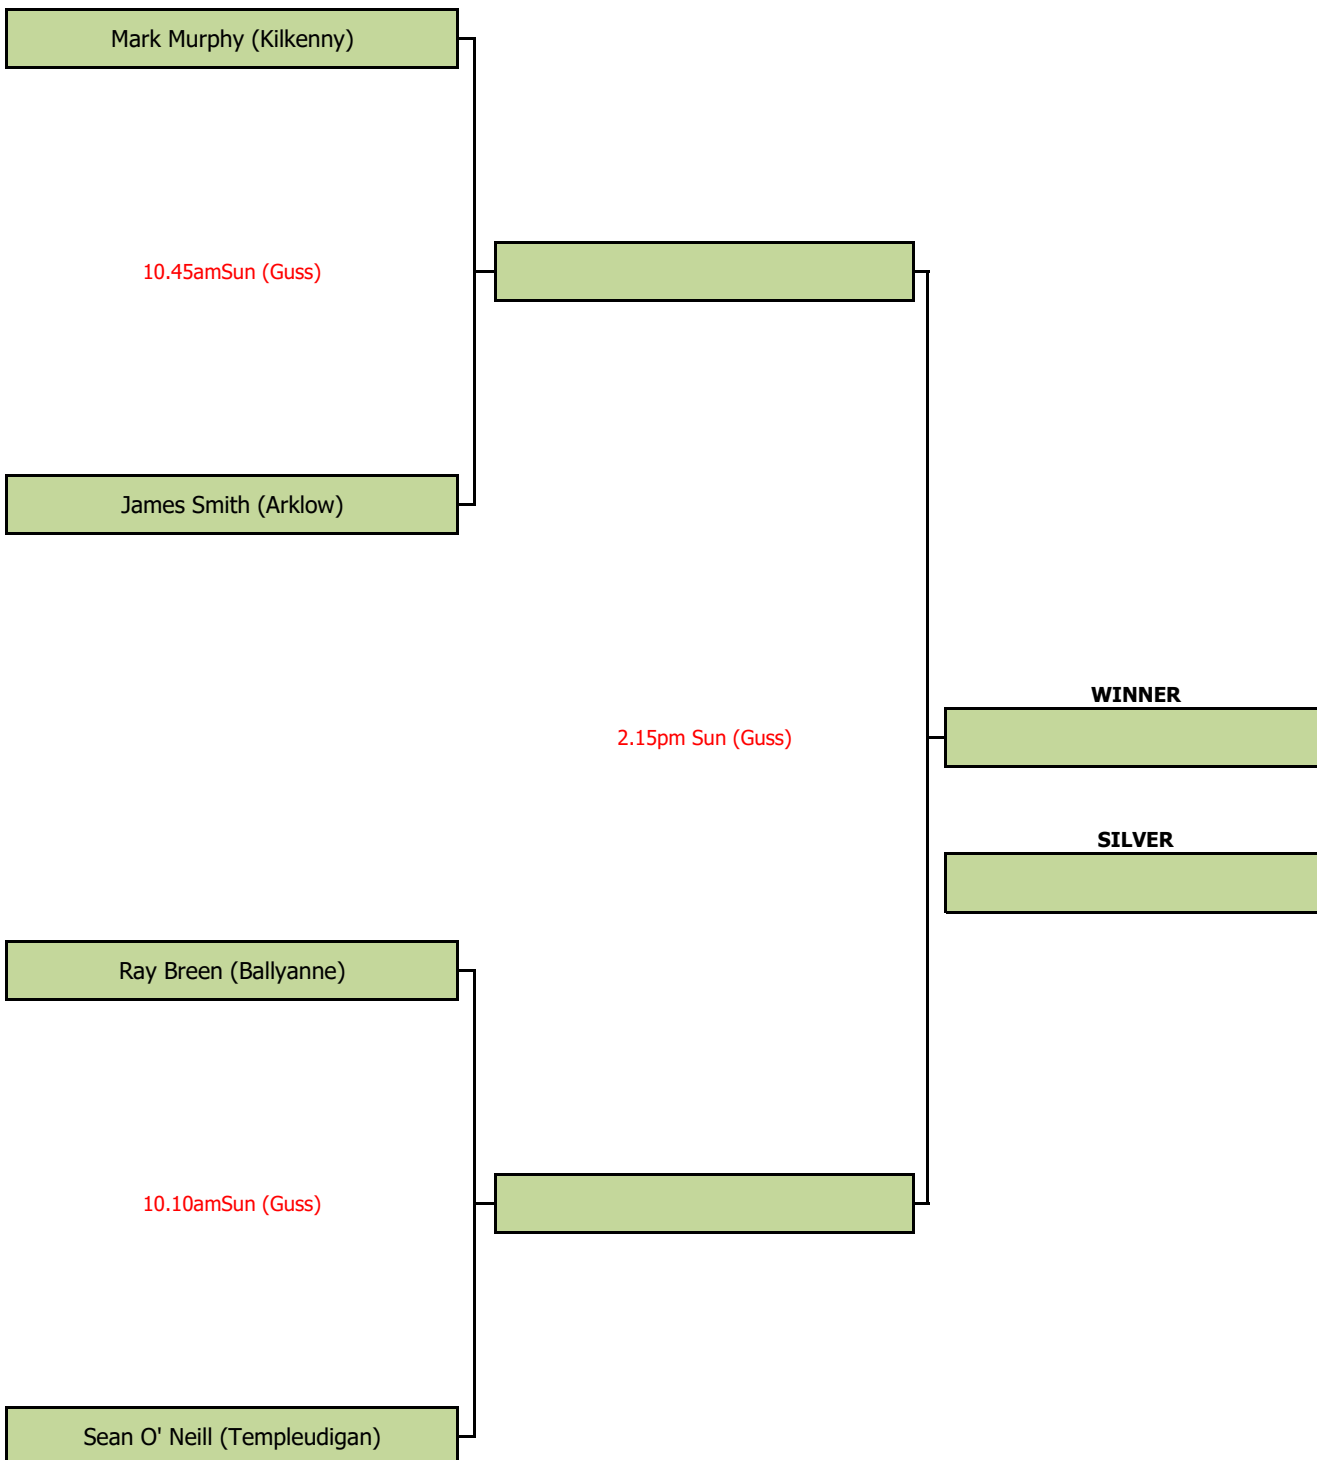 Mark Murphy (Kilkenny)
10.45amSun (Guss)
James Smith (Arklow)
WINNER
2.15pm Sun (Guss)
SILVER
Ray Breen (Ballyanne)
10.10amSun (Guss)
Sean O' Neill (Templeudigan)